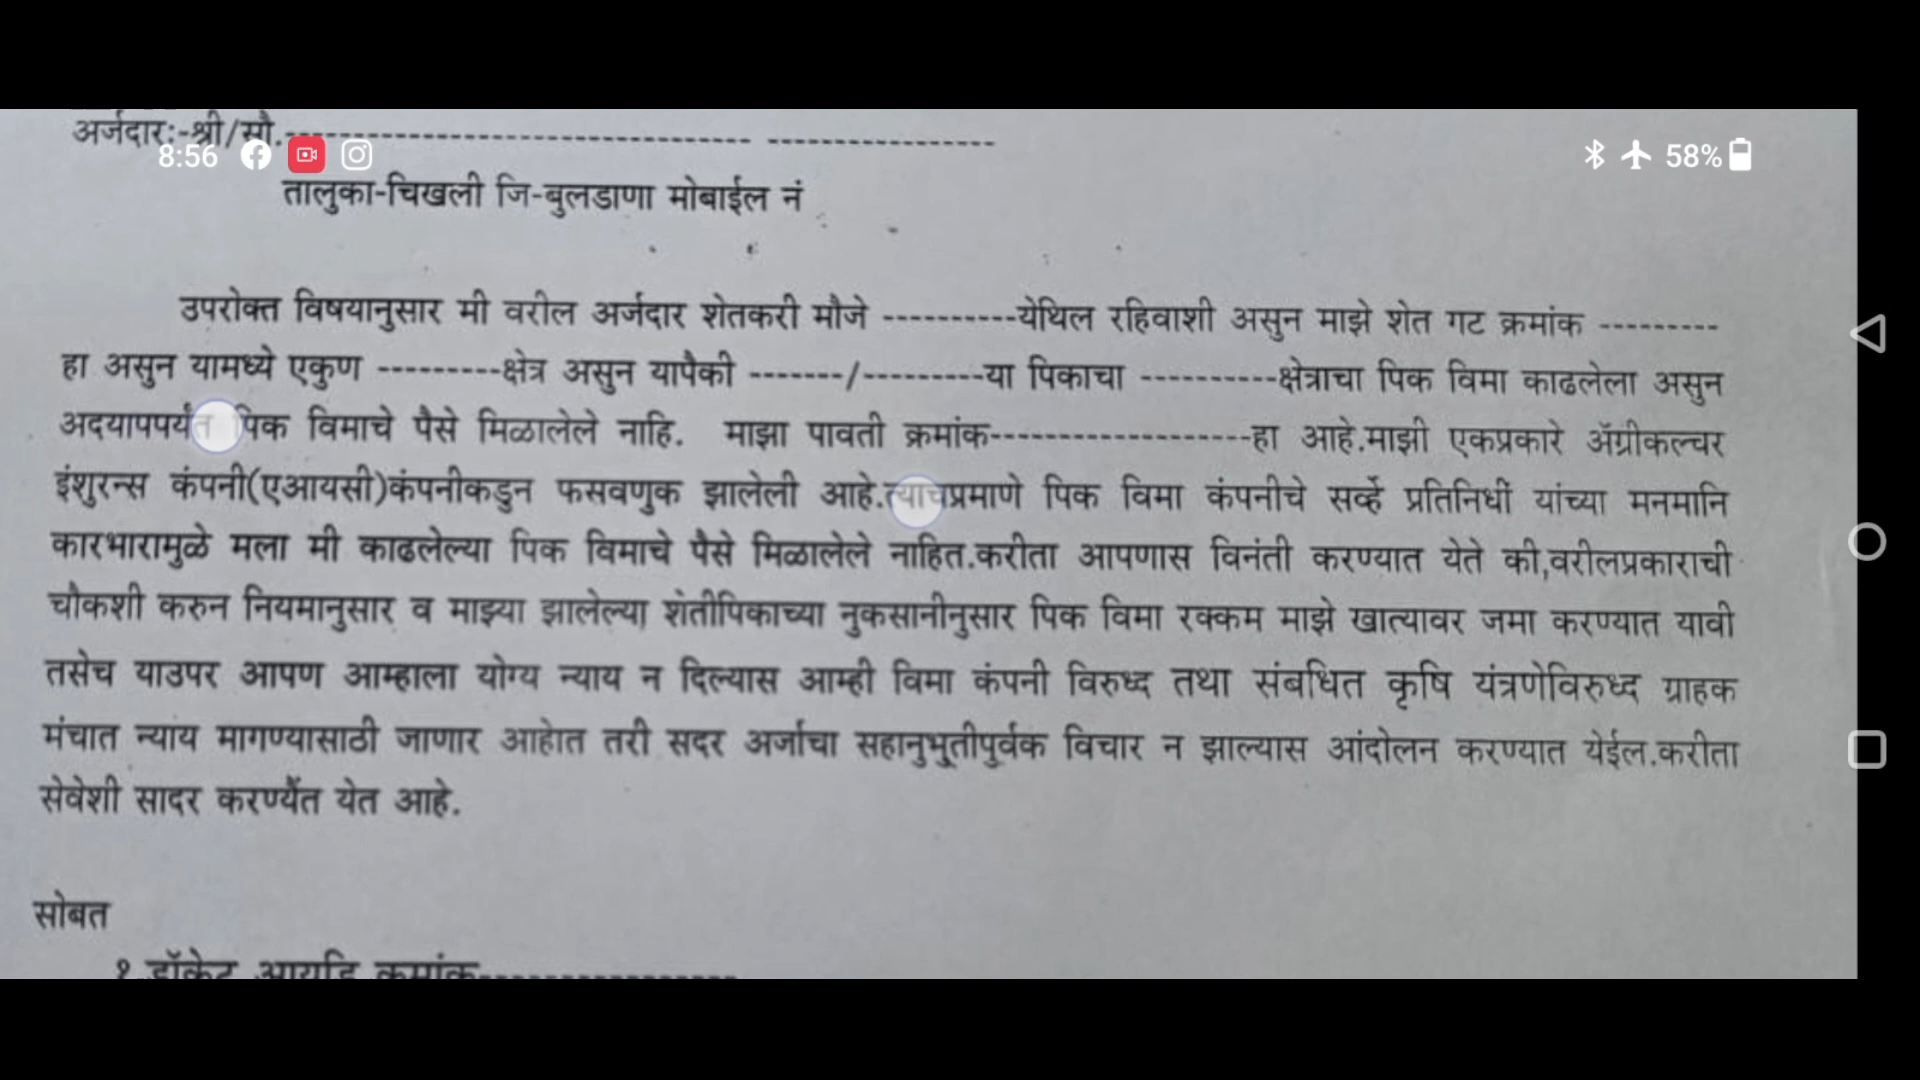 अर्जदार:-श्री/सौ.------------------------------------ ------------------
8:56 58%
तालुका-चिखली जि-बुलडाणा मोबाईल नं
उपरोक्त विषयानुसार मी वरील अर्जदार शेतकरी मौजे ----------येथिल रहिवाशी असुन माझे शेत गट क्रमांक ---------
हा असुन यामध्ये एकुण ---------क्षेत्र असुन यापैकी -------/---------या पिकाचा ----------क्षेत्राचा पिक विमा काढलेला असुन
अदयापपर्यंत पिक विमाचे पैसे मिळालेले नाहि. माझा पावती क्रमांक--------------------हा आहे.माझी एकप्रकारे ॲग्रीकल्चर
इंशुरन्स कंपनी(एआयसी)कंपनीकडुन फसवणुक झालेली आहे.त्याचप्रमाणे पिक विमा कंपनीचे सर्व्हे प्रतिनिधीं यांच्या मनमानि
कारभारामुळे मला मी काढलेल्या पिक विमाचे पैसे मिळालेले नाहित.करीता आपणास विनंती करण्यात येते की,वरीलप्रकाराची
चौकशी करुन नियमानुसार व माझ्या झालेल्या शेतीपिकाच्या नुकसानीनुसार पिक विमा रक्कम माझे खात्यावर जमा करण्यात यावी
तसेच याउपर आपण आम्हाला योग्य न्याय न दिल्यास आम्ही विमा कंपनी विरुध्द तथा संबधित कृषि यंत्रणेविरुध्द ग्राहक
मंचात न्याय मागण्यासाठी जाणार आहोत तरी सदर अर्जाचा सहानुभुतीपुर्वक विचार न झाल्यास आंदोलन करण्यात येईल.करीता
सेवेशी सादर करण्यैंत येत आहे.
सोबत
१.डॉकेट आयडि क्रमांक--------------------